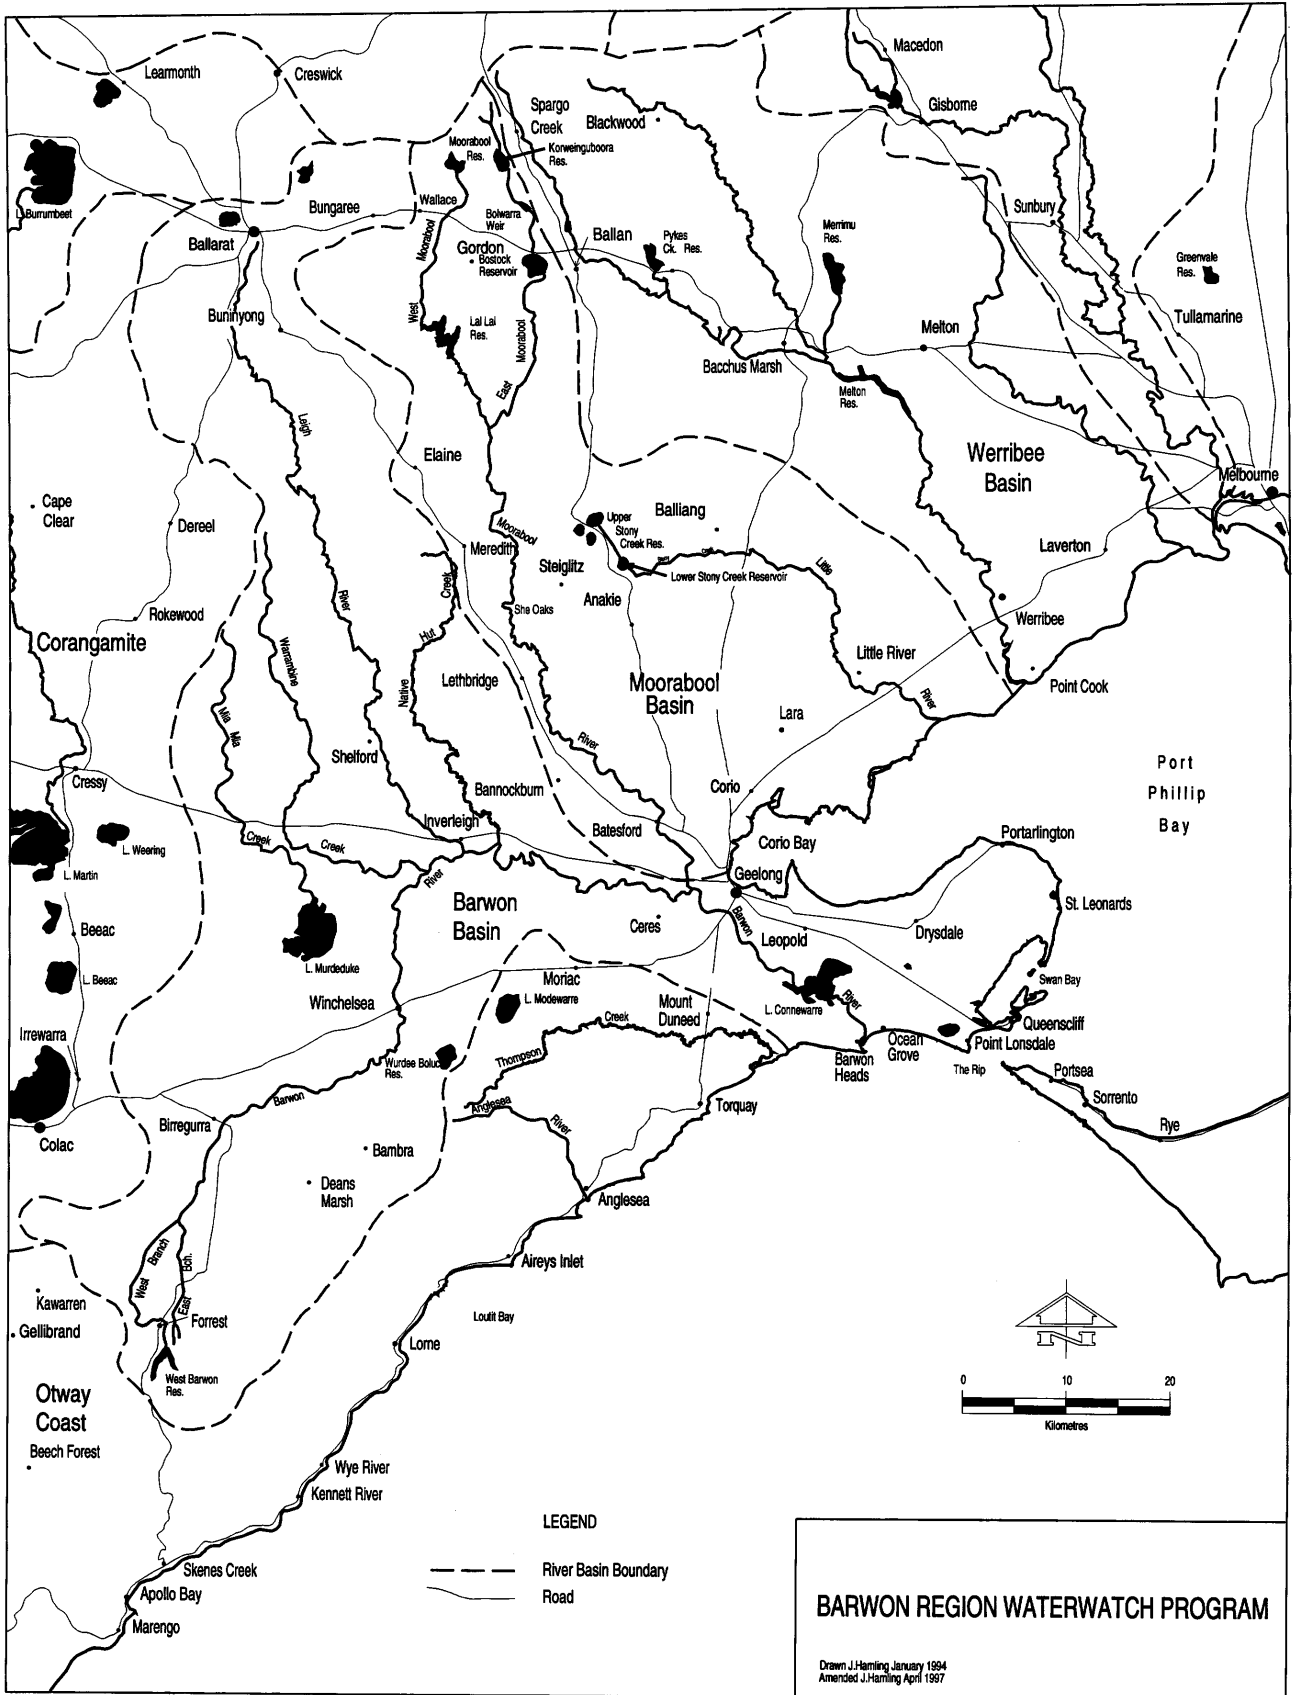 Macedon
Learmonth
Creswick
Gisborne
Spargo
Creek
Blackwood
Moorabool
Res.
Korweinguboora
Res.
L. Burrumbeet
Bungaree
Wallace
Bolwarra
Weir
Sunbury
Merrimu
Res.
Ballarat
Moorabool
West
Gordon
Bostock
Reservoir
Ballan
Pykes
Ck. Res.
Greenvale
Res.
Buninyong
Lal Lal
Res.
Moorabool
East
Tullamarine
Melton
Bacchus Marsh
Melton
Res.
Leigh
River
Elaine
Werribee
Basin
Melbourne
Cape
Clear
Dereel
Moorabool
Upper
Stony
Creek Res.
Balliang
Laverton
Meredith
Steiglitz
Lower Stony Creek Reservoir
Little
River
Anakie
She Oaks
Creek
Hut
Native
Rokewood
Werribee
Corangamite
Warrambine
Creek
Little River
Lethbridge
Moorabool
Basin
Point Cook
Mia
Mia
Creek
Lara
River
Shelford
Port
Phillip
Bay
Cressy
Bannockburn
Corio
Inverleigh
Batesford
Corio Bay
Portarlington
L. Weering
L. Martin
River
Geelong
Barwon
Basin
Ceres
Barwon
River
Leopold
Drysdale
St. Leonards
Beeac
L. Beeac
L. Murdeduke
Moriac
Swan Bay
Winchelsea
L. Modewarre
Mount
Duneed
L. Connewarre
Queenscliff
Irrewarra
Creek
Thompson
Ocean
Grove
Point Lonsdale
Wurdee Boluc
Res.
Barwon
Heads
The Rip
Portsea
Sorrento
Barwon
Anglesea
River
Torquay
Rye
Birregurra
Colac
Bambra
Deans
Marsh
Anglesea
Branch
West
Bch.
East
Aireys Inlet
Kawarren
Gellibrand
Forrest
Loutit Bay
Lorne
N
West Barwon
Res.
0 10 20
Kilometres
Otway
Coast
Beech Forest
Wye River
Kennett River
LEGEND
River Basin Boundary
Road
Skenes Creek
Apollo Bay
Marengo
BARWON REGION WATERWATCH PROGRAM
Drawn J.Hamling January 1994
Amended J.Hamling April 1997